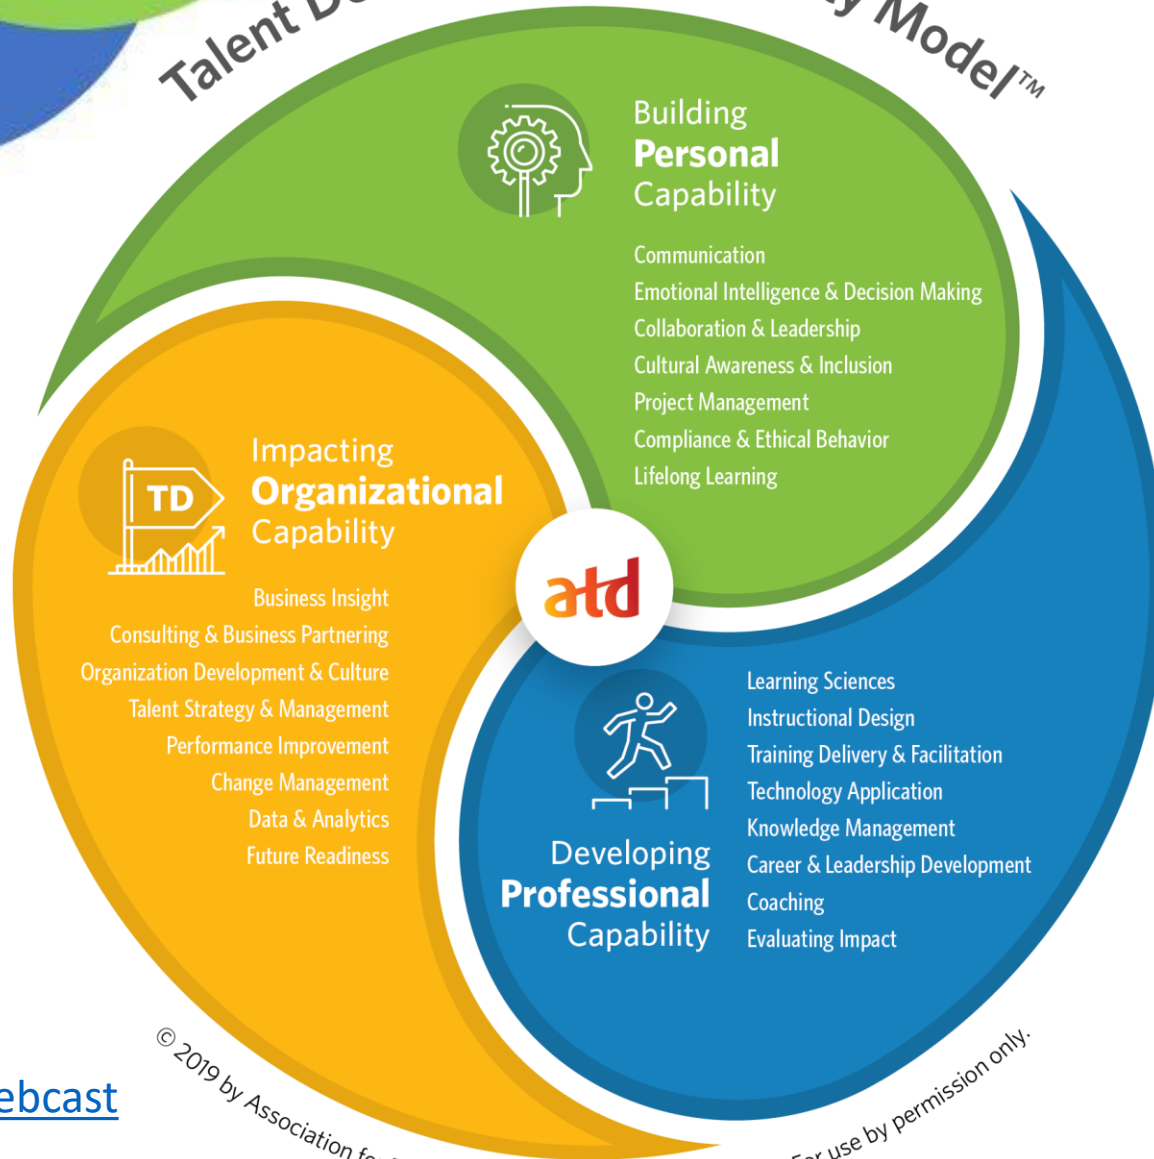 Talent
Model™
Building
Personal
Capability
Communication
Emotional Intelligence & Decision Making
Collaboration & Leadership
Cultural Awareness & Inclusion
Project Management
Compliance & Ethical Behavior
Lifelong Learning
TD
Impacting
Organizational
Capability
Business Insight
Consulting & Business Partnering
Organization Development & Culture
Talent Strategy & Management
Performance Improvement
Change Management
Data & Analytics
Future Readiness
atd
Developing
Professional
Capability
Learning Sciences
Instructional Design
Training Delivery & Facilitation
Technology Application
Knowledge Management
Career & Leadership Development
Coaching
Evaluating Impact
ebcast
© 2019 by Association
For use by permission only.